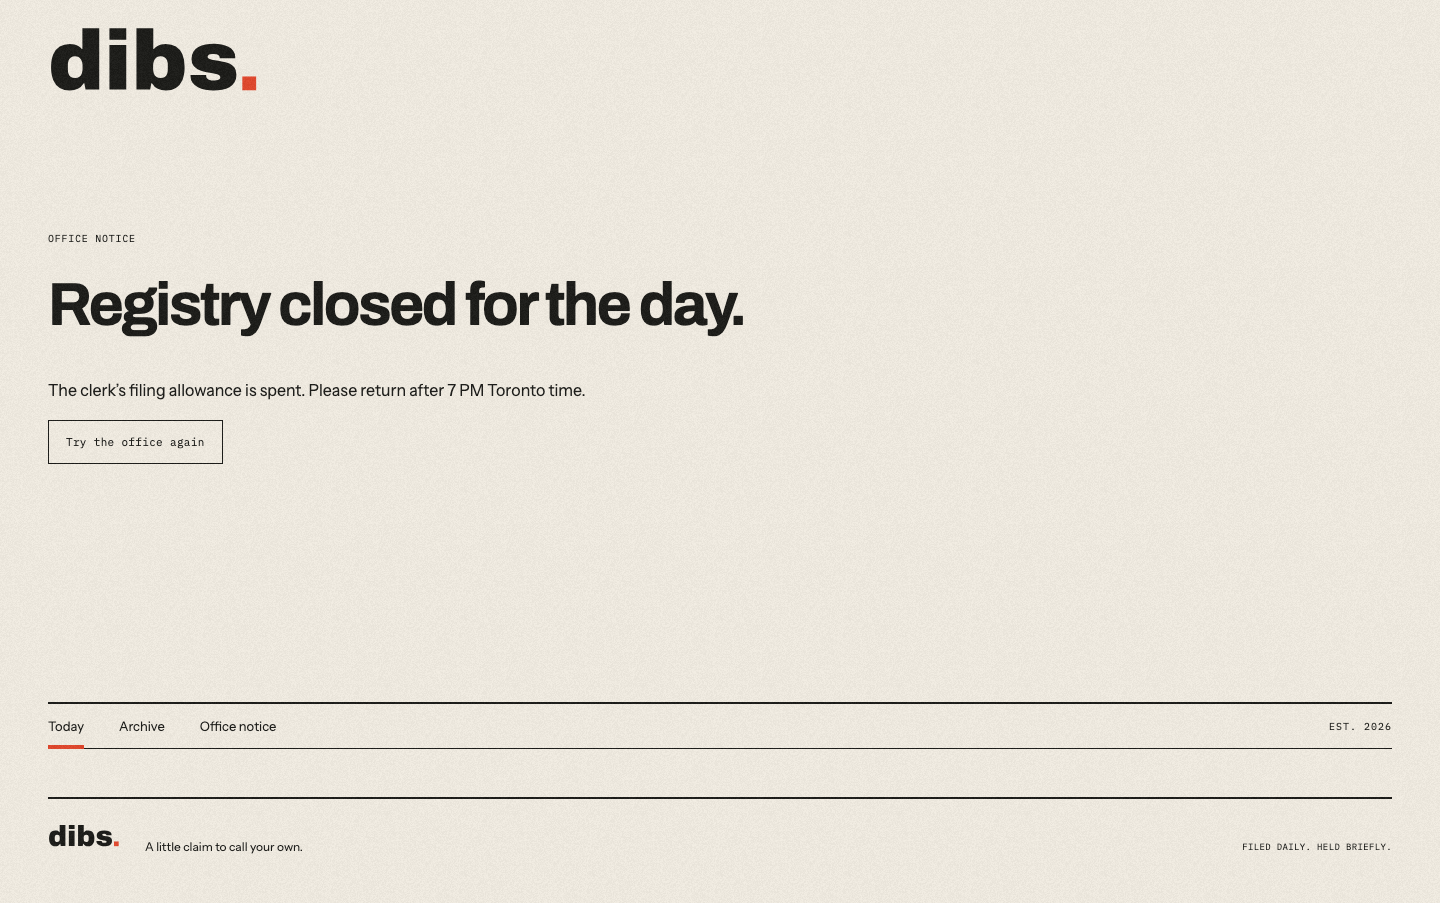 dibs.
OFFICE NOTICE
Registry closed for the day.
The clerk's filing allowance is spent. Please return after 7 PM Toronto time.
Try the office again
Today Archive Office notice EST. 2026
dibs. A little claim to call your own. FILED DAILY. HELD BRIEFLY.